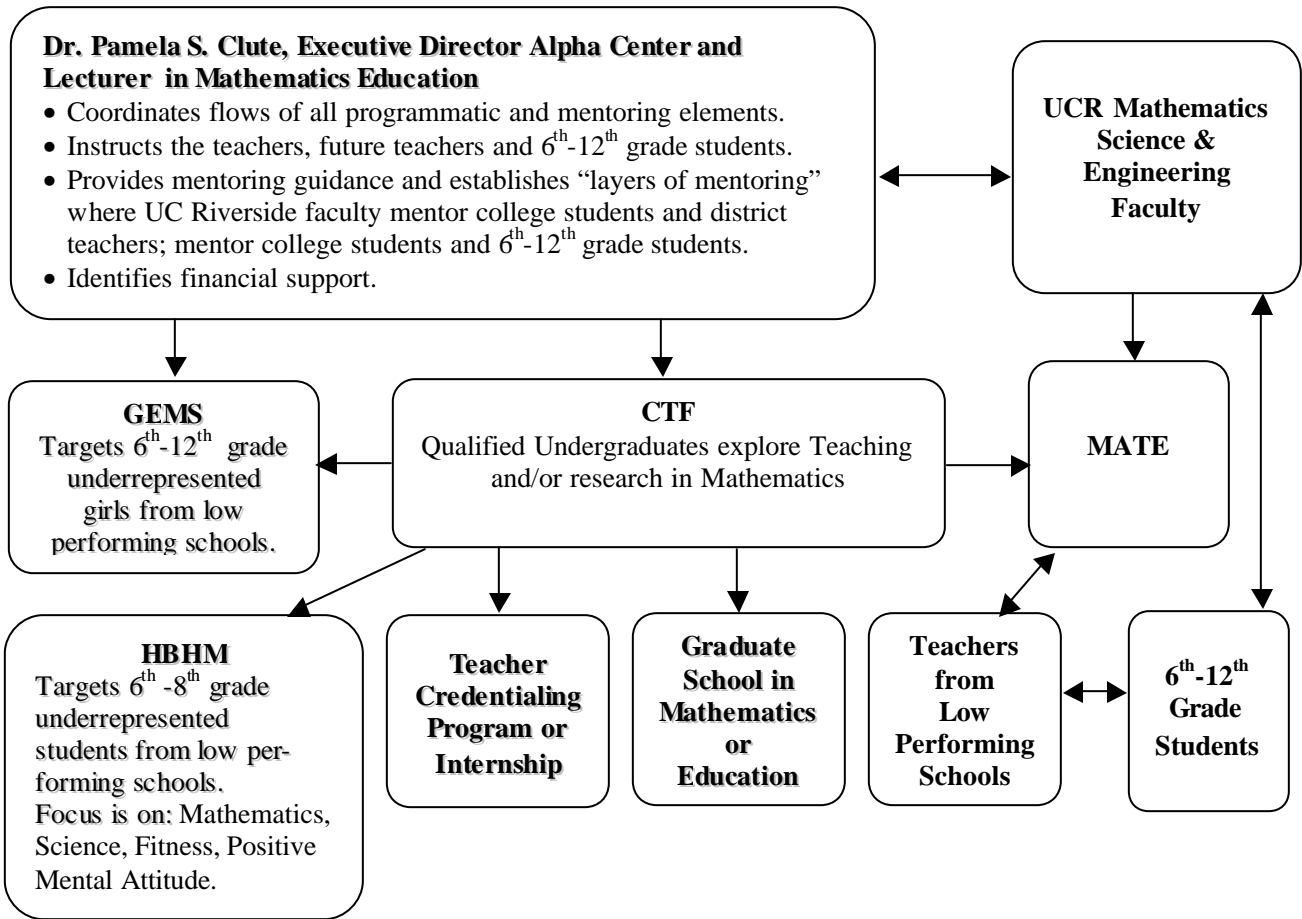 Dr. Pamela S. Clute, Executive Director Alpha Center and
Lecturer in Mathematics Education
• Coordinates flows of all programmatic and mentoring elements.
• Instructs the teachers, future teachers and 6th-12th grade students.
• Provides mentoring guidance and establishes “layers of mentoring”
where UC Riverside faculty mentor college students and district
teachers; mentor college students and 6th-12th grade students.
• Identifies financial support.
UCR Mathematics
Science &
Engineering
Faculty
GEMS
Targets 6th-12th grade
underrepresented
girls from low
performing schools.
CTF
Qualified Undergraduates explore Teaching
and/or research in Mathematics
MATE
HBHM
Targets 6th -8th grade
underrepresented
students from low per-
forming schools.
Focus is on: Mathematics,
Science, Fitness, Positive
Mental Attitude.
Teacher
Credentialing
Program or
Internship
Graduate
School in
Mathematics
or
Education
Teachers
from
Low
Performing
Schools
6th-12th
Grade
Students